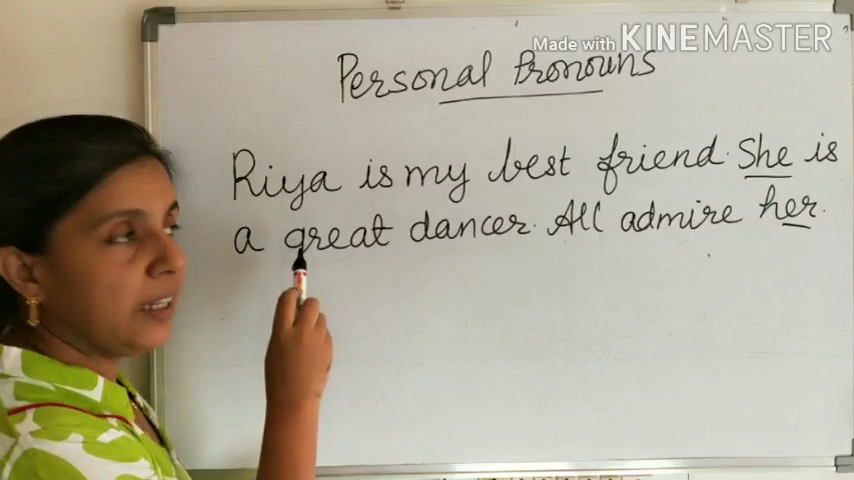 Made with KINEMASTER
Personal Pronouns
Riya is my best friend. She is
a great dancer. All admire her.